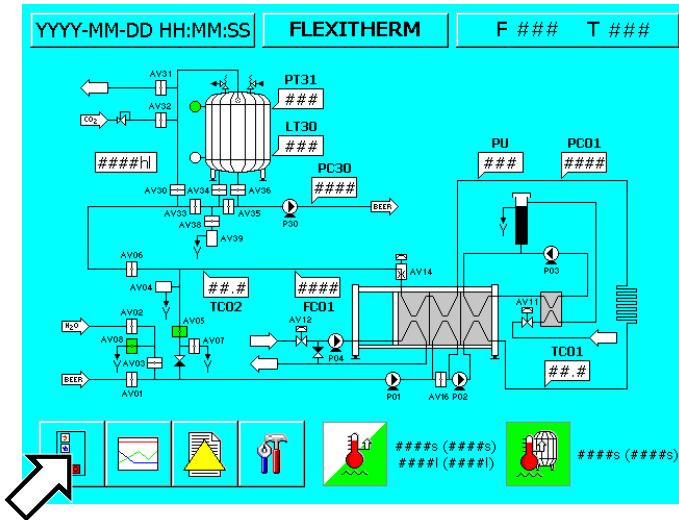 YYYY-MM-DD HH:MM:SS
FLEXITHERM
F ### T ###
AV31
PT31
###
AV32
CO2
LT30
###
####hl
PU
###
PC01
####
PC30
####
AV30
AV34
AV36
AV33
AV35
BEER
AV38
P30
AV39
AV06
P03
AV04
##.#
TC02
####
FC01
AV14
AV11
AV02
AV05
AV12
H2O
AV08
AV07
AV03
P04
TC01
##.#
BEER
AV01
P01
AV16
P02
####s (####s)
####l (####l)
####s (####s)